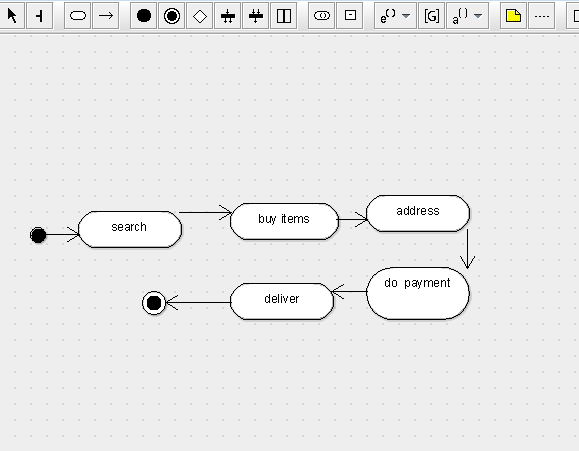 e()
[G]
a()
search
buy items
address
do payment
deliver